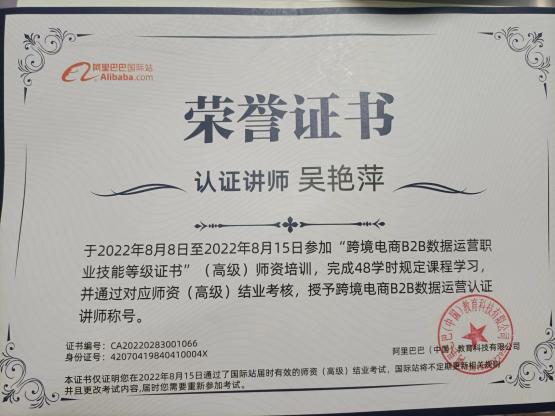 阿里巴巴国际站
Alibaba.com
荣誉证书
认证讲师 吴艳萍
于2022年8月8日至2022年8月15日参加“跨境电商B2B数据运营职
业技能等级证书”（高级）师资培训，完成48学时规定课程学习，
并通过对应师资（高级）结业考核，授予跨境电商B2B数据运营认证
讲师称号。
证书编号：CA20220283001066
身份证号：42070419840410004X
阿里巴巴（中国）教育科技有限公司
本证书仅证明您在2022年8月15日通过了国际站届时有效的师资（高级）结业考试，国际站将不定期更新相关规则
并且更改考试内容,届时您需要重新参加考试。